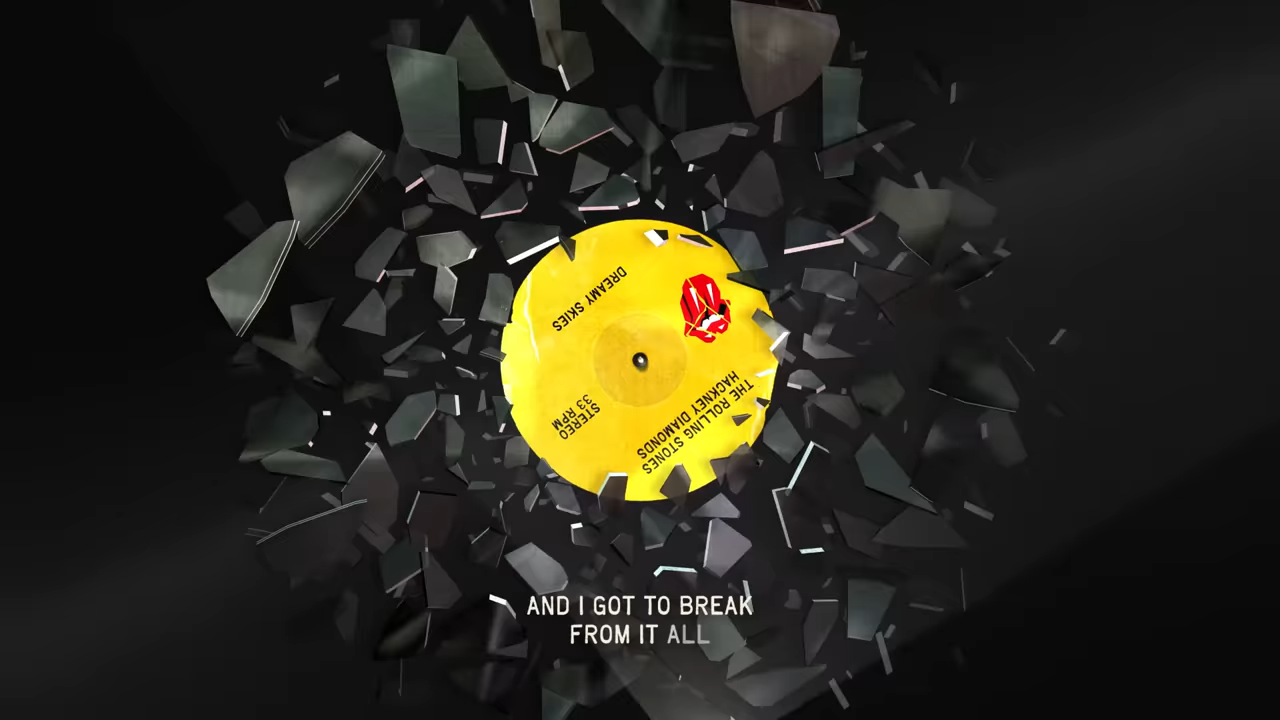 DREAMY SKIES
STEREO
33 RPM
THE ROLLING STONES
HACKNEY DIAMONDS
AND I GOT TO BREAK
FROM IT ALL